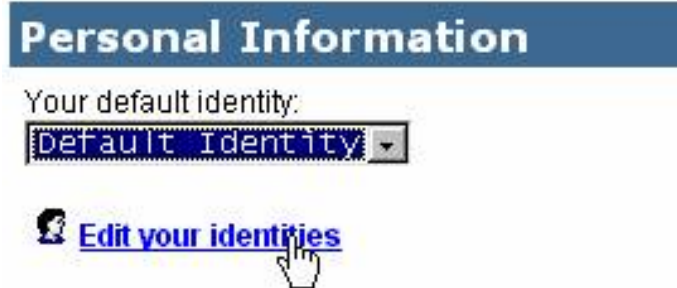 Personal Information
Your default identity:
Default Identity
Edit your identities